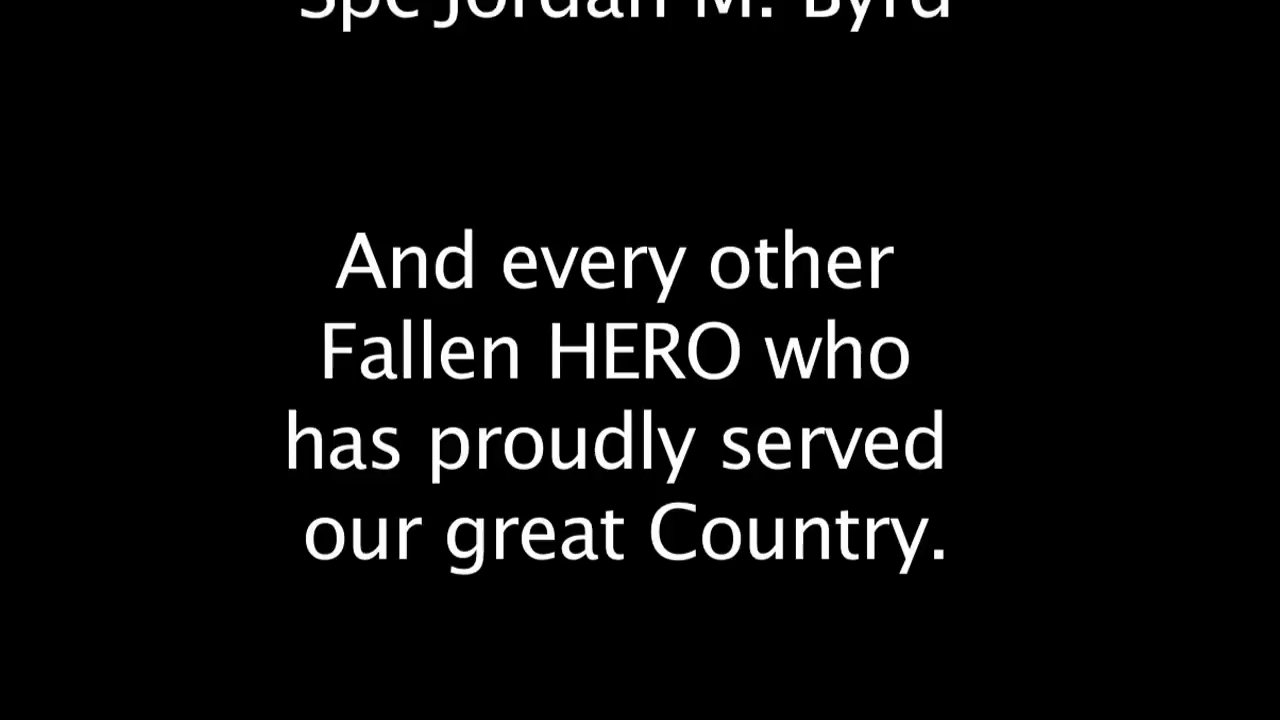 Spc Jordan M. Byrd
And every other
Fallen HERO who
has proudly served
our great Country.